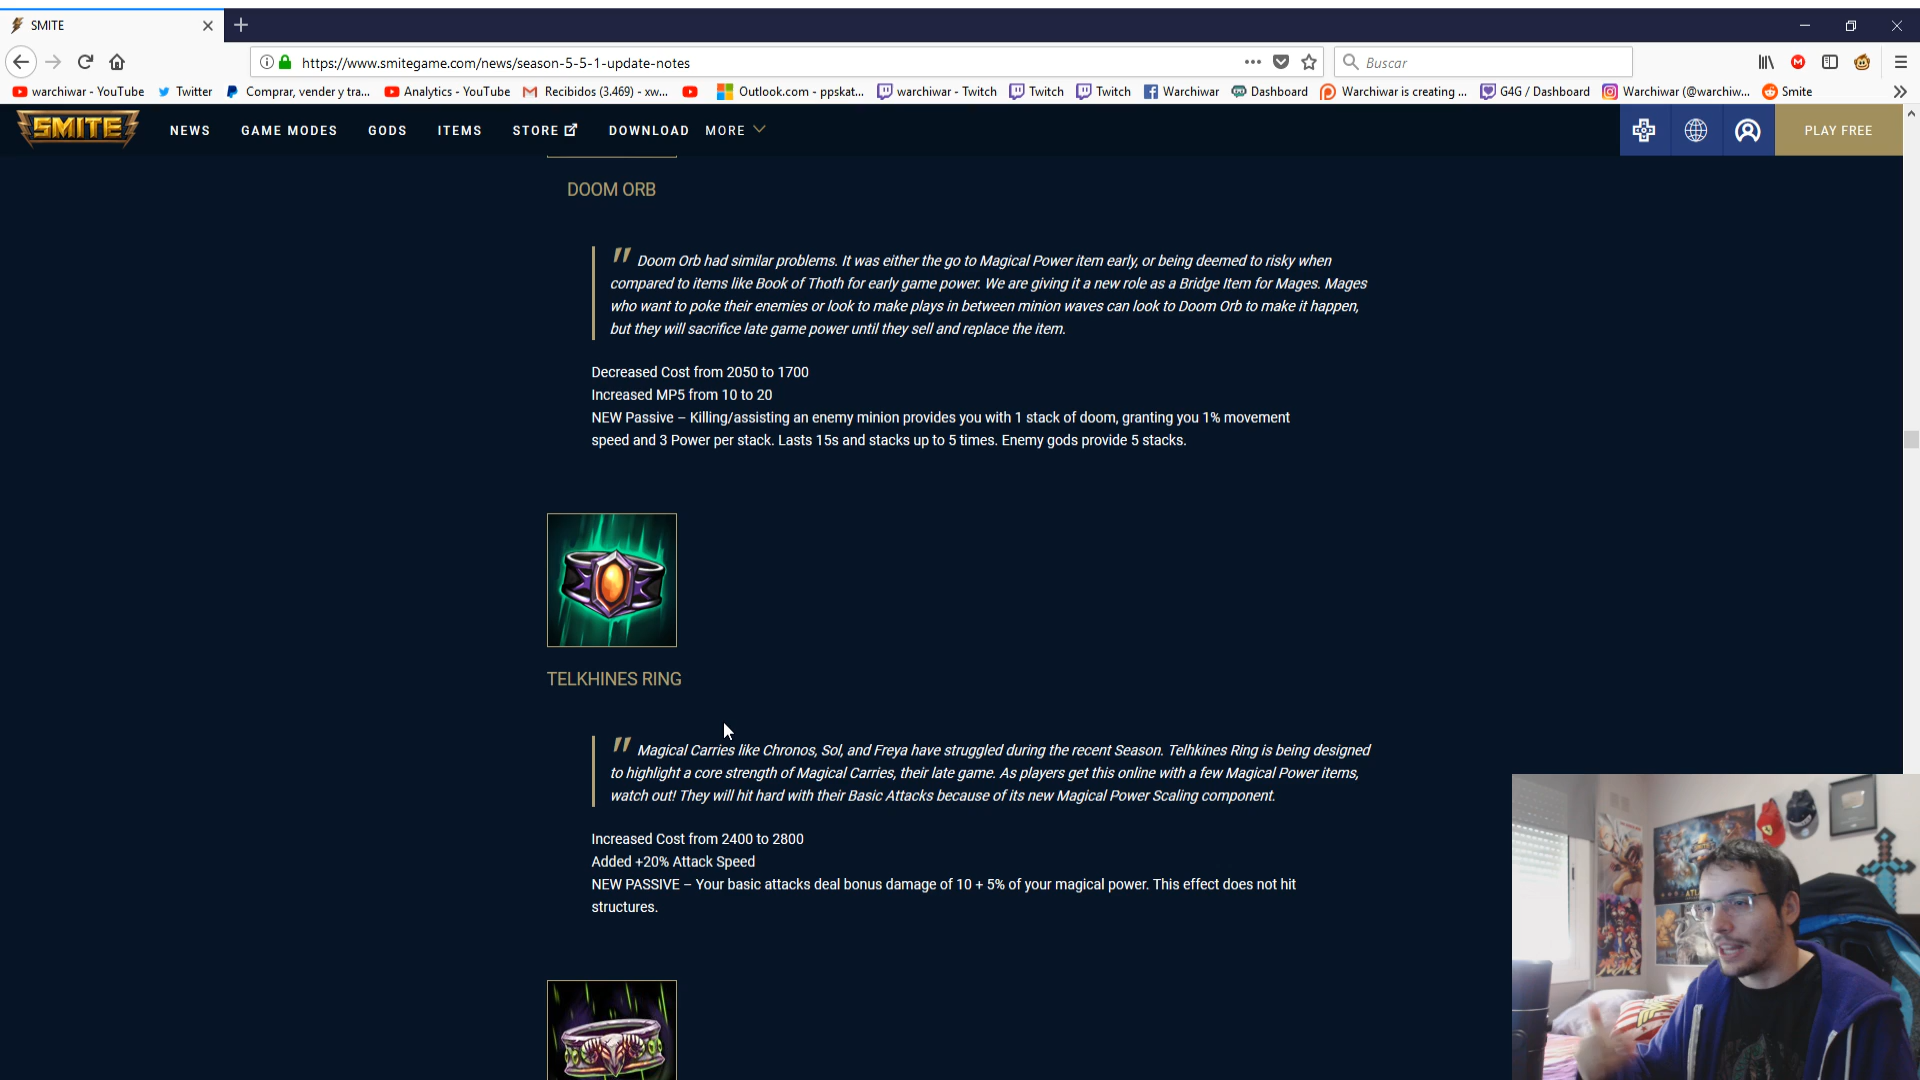 SMITE
https://www.smitegame.com/news/season-5-5-1-update-notes
Buscar
warchiwar - YouTube
Twitter
Comprar, vender y tra...
Analytics - YouTube
Recibidos (3.469) - xw...
Outlook.com - ppskat...
warchiwar - Twitch
Twitch
Twitch
Warchiwar
Dashboard
Warchiwar is creating ...
G4G / Dashboard
Warchiwar (@warchiw...
Smite
SMITE
NEWS
GAME MODES
GODS
ITEMS
STORE
DOWNLOAD
MORE
PLAY FREE
DOOM ORB
" Doom Orb had similar problems. It was either the go to Magical Power item early, or being deemed to risky when
compared to items like Book of Thoth for early game power. We are giving it a new role as a Bridge Item for Mages. Mages
who want to poke their enemies or look to make plays in between minion waves can look to Doom Orb to make it happen,
but they will sacrifice late game power until they sell and replace the item.
Decreased Cost from 2050 to 1700
Increased MP5 from 10 to 20
NEW Passive – Killing/assisting an enemy minion provides you with 1 stack of doom, granting you 1% movement
speed and 3 Power per stack. Lasts 15s and stacks up to 5 times. Enemy gods provide 5 stacks.
TELKHINES RING
" Magical Carries like Chronos, Sol, and Freya have struggled during the recent Season. Telhkines Ring is being designed
to highlight a core strength of Magical Carries, their late game. As players get this online with a few Magical Power items,
watch out! They will hit hard with their Basic Attacks because of its new Magical Power Scaling component.
Increased Cost from 2400 to 2800
Added +20% Attack Speed
NEW PASSIVE – Your basic attacks deal bonus damage of 10 + 5% of your magical power. This effect does not hit
structures.